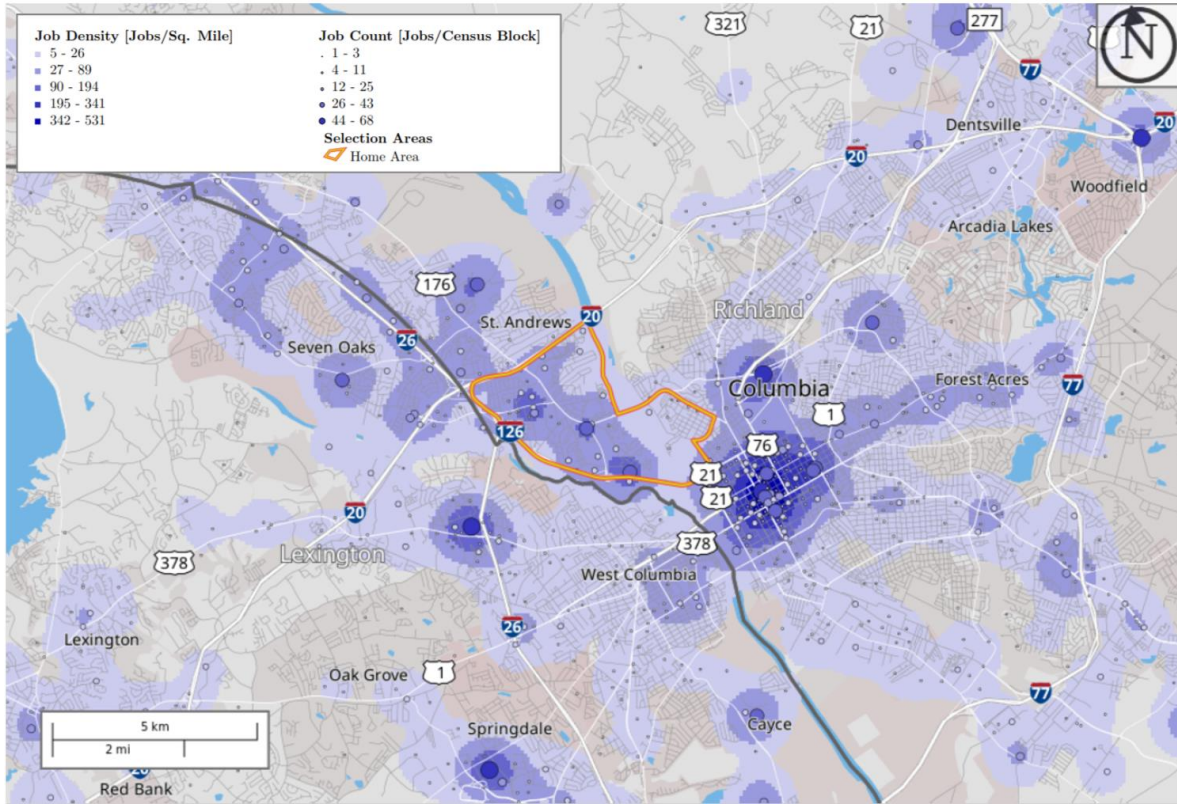 Job Density [Jobs/Sq. Mile]
5 - 26
27 - 89
90 - 194
195 - 341
342 - 531
Job Count [Jobs/Census Block]
1 - 3
4 - 11
12 - 25
26 - 43
44 - 68
Selection Areas
Home Area
321
21
277
N
77
20
Dentsville
20
Woodfield
Arcadia Lakes
176
20
St. Andrews
Richland
26
Seven Oaks
Columbia
Forest Acres
77
1
126
76
21
21
20
378
378
Lexington
West Columbia
26
Lexington
Oak Grove
1
77
5 km
2 mi
Springdale
Cayce
20
Red Bank